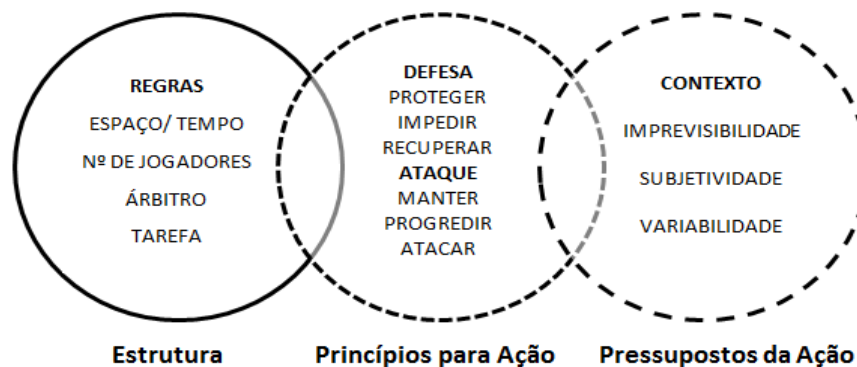 REGRAS
ESPAÇO/ TEMPO
Nº DE JOGADORES
ÁRBITRO
TAREFA
DEFESA
PROTEGER
IMPEDIR
RECUPERAR
ATAQUE
MANTER
PROGREDIR
ATACAR
CONTEXTO
IMPREVISIBILIDADE
SUBJETIVIDADE
VARIABILIDADE
Estrutura
Princípios para Ação
Pressupostos da Ação